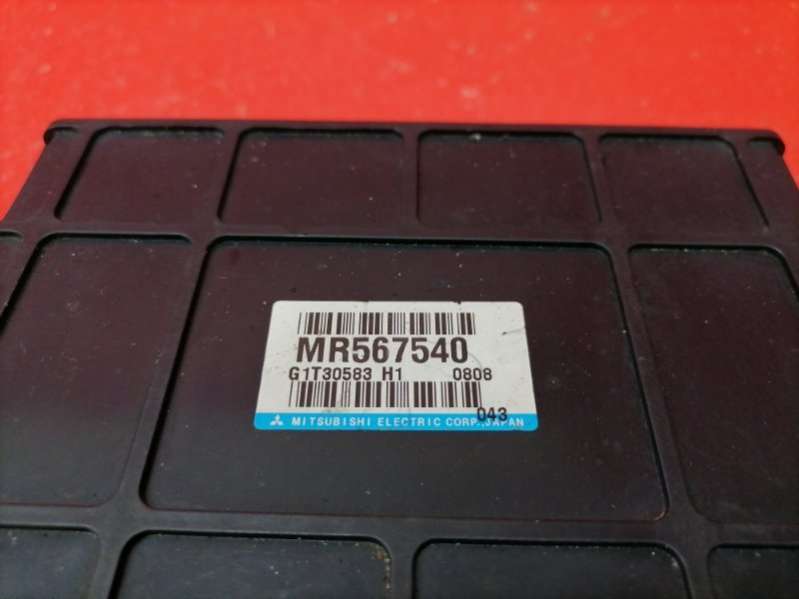 MR567540
G1T30583 H1 0808
043
MITSUBISHI ELECTRIC CORP.,JAPAN